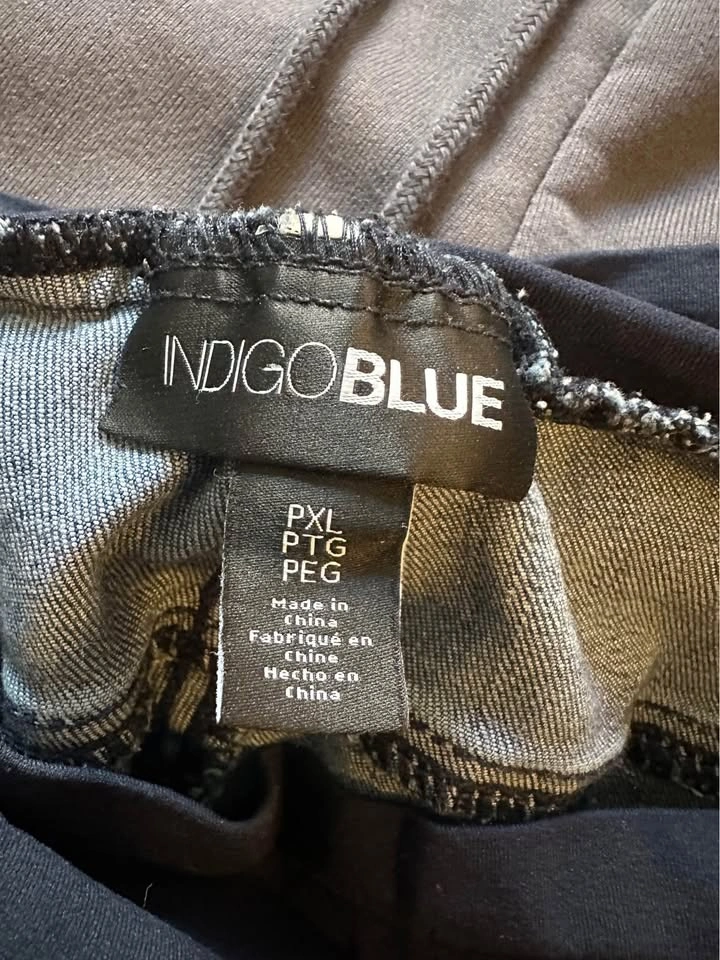 INDIGOBLUE
PXL
PTG
PEG
Made in
China
Fabriqué en
Chine
Hecho en
China